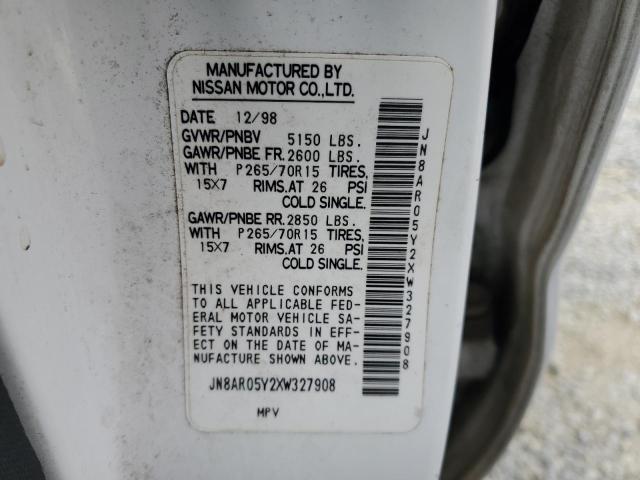 MANUFACTURED BY
NISSAN MOTOR CO.,LTD.
DATE 12/98
GVWR/PNBV 5150 LBS.
GAWR/PNBE FR. 2600 LBS.
WITH P265/70R15 TIRES,
15X7 RIMS, AT 26 PSI
COLD SINGLE.
GAWR/PNBE RR. 2850 LBS.
WITH P265/70R15 TIRES,
15X7 RIMS, AT 26 PSI
COLD SINGLE.
THIS VEHICLE CONFORMS
TO ALL APPLICABLE FED-
ERAL MOTOR VEHICLE SA-
FETY STANDARDS IN EFF-
ECT ON THE DATE OF MA-
NUFACTURE SHOWN ABOVE.
JN8AR05Y2XW327908
MPV
JN8AR05Y2XW327908